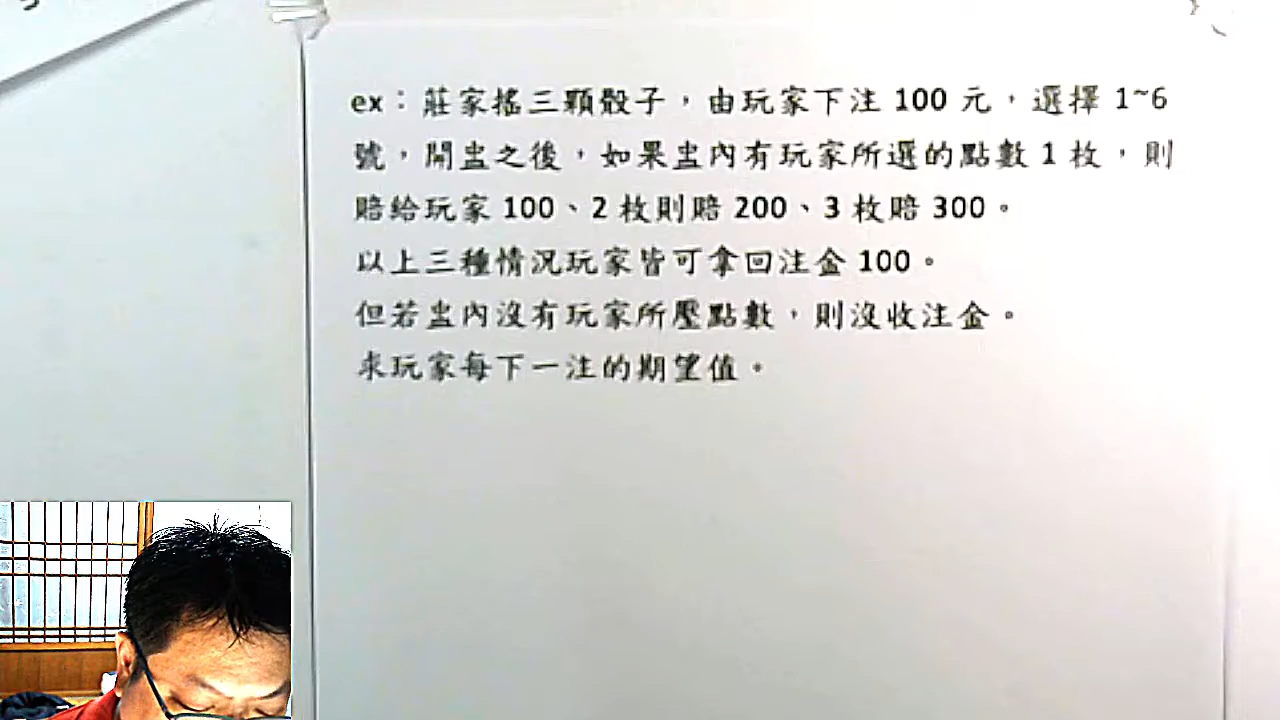 ex：莊家搖三顆骰子，由玩家下注 100 元，選擇 1~6
號，開盅之後，如果盅內有玩家所選的點數 1 枚，則
賠給玩家 100、2 枚則賠 200、3 枚賠 300。
以上三種情況玩家皆可拿回注金 100。
但若盅內沒有玩家所壓點數，則沒收注金。
求玩家每下一注的期望值。